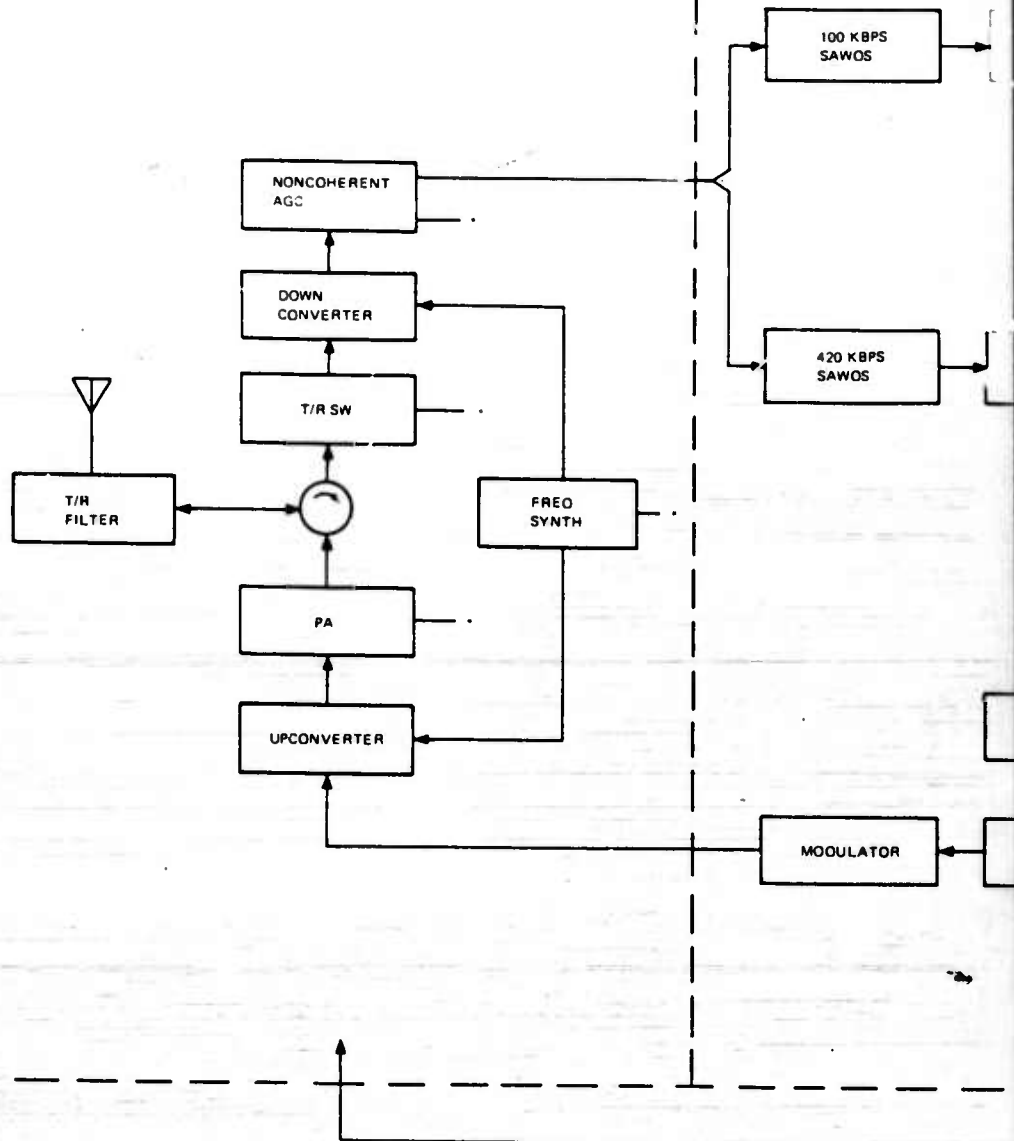 100 KBPS
SAWOS
NONCOHERENT
AGC
DOWN
CONVERTER
420 KBPS
SAWOS
T/R SW
T/R
FILTER
FREQ
SYNTH
PA
UPCONVERTER
MODULATOR